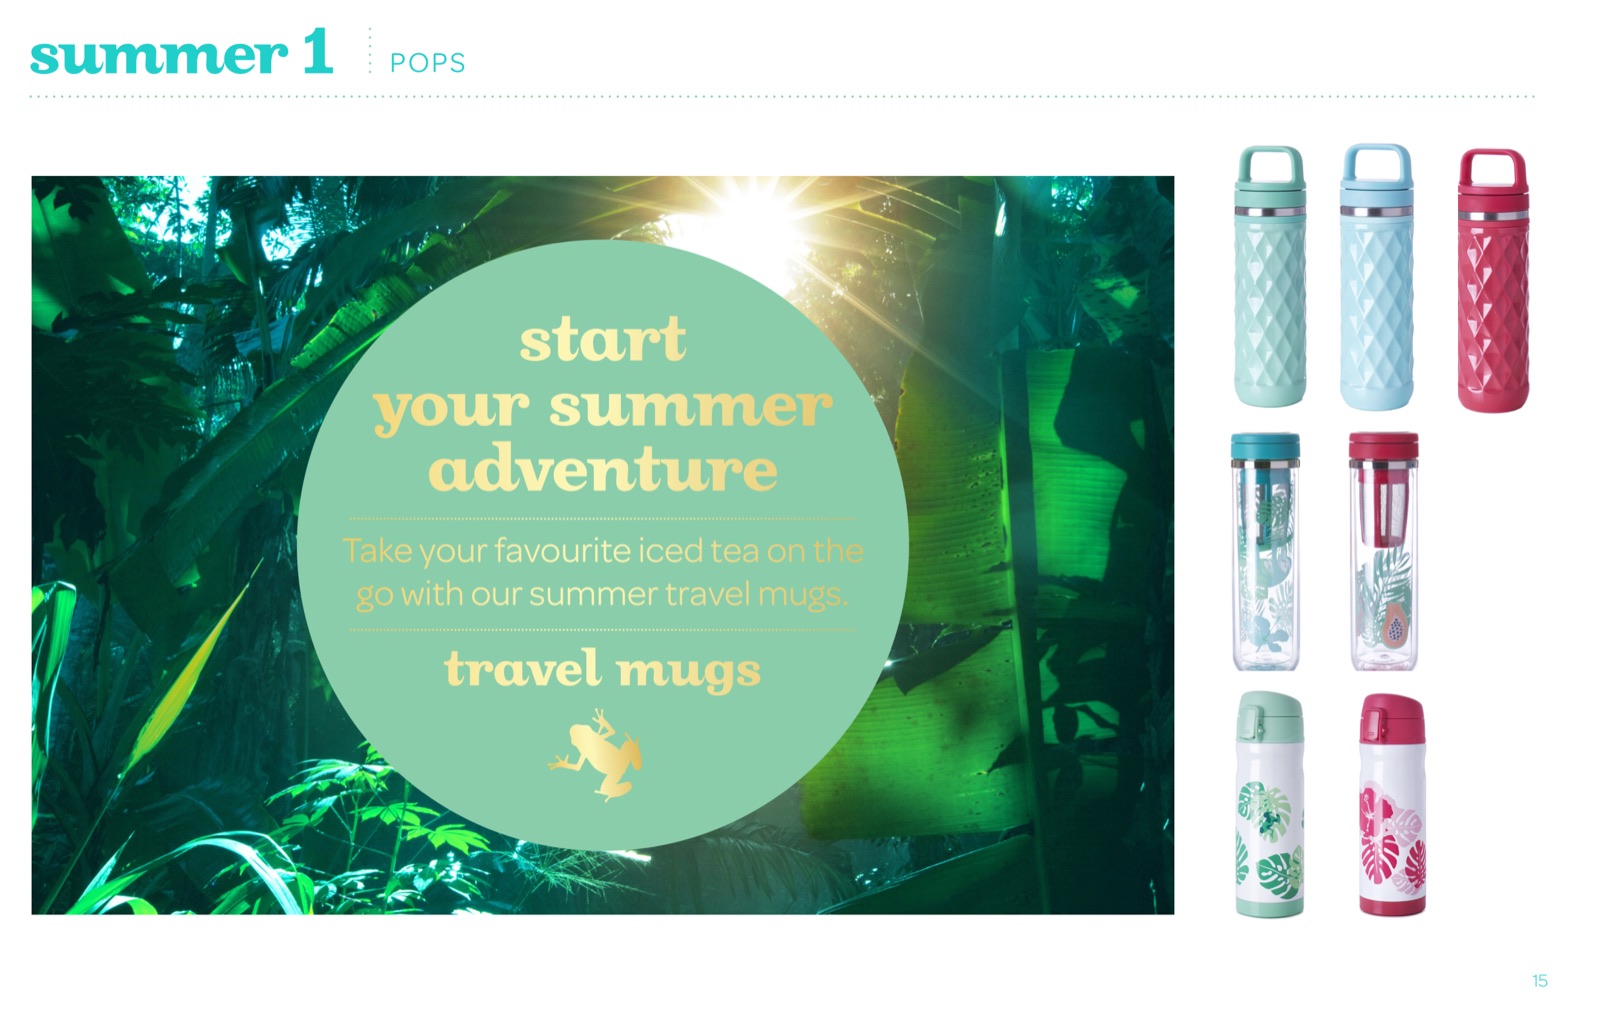 summer 1
POPS
start
your summer
adventure
Take your favourite iced tea on the
go with our summer travel mugs.
travel mugs
15